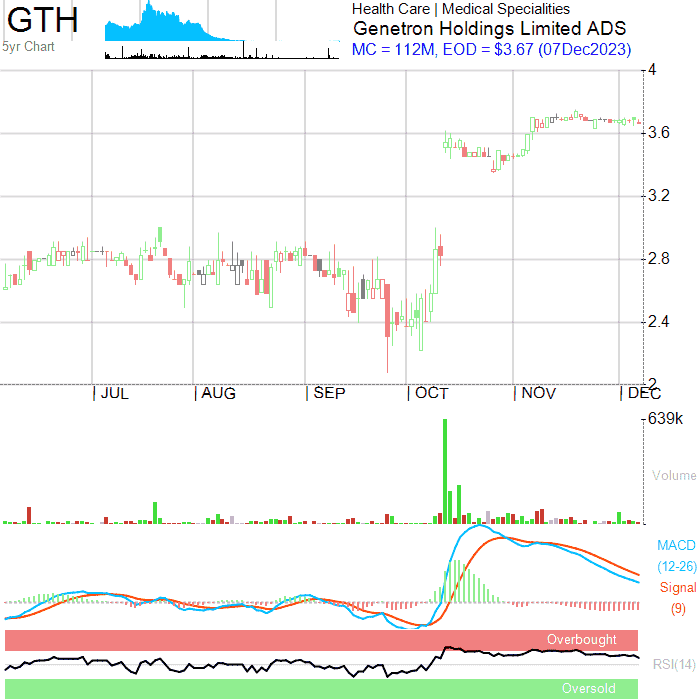 GTH
5yr Chart
Health Care | Medical Specialities
Genetron Holdings Limited ADS
MC = 112M, EOD = $3.67 (07Dec2023)
4
3.6
3.2
2.8
2.4
2
| JUL | AUG | SEP | OCT | NOV | DEC
639k
Volume
MACD
(12-26)
Signal
(9)
Overbought
RSI(14)
Oversold